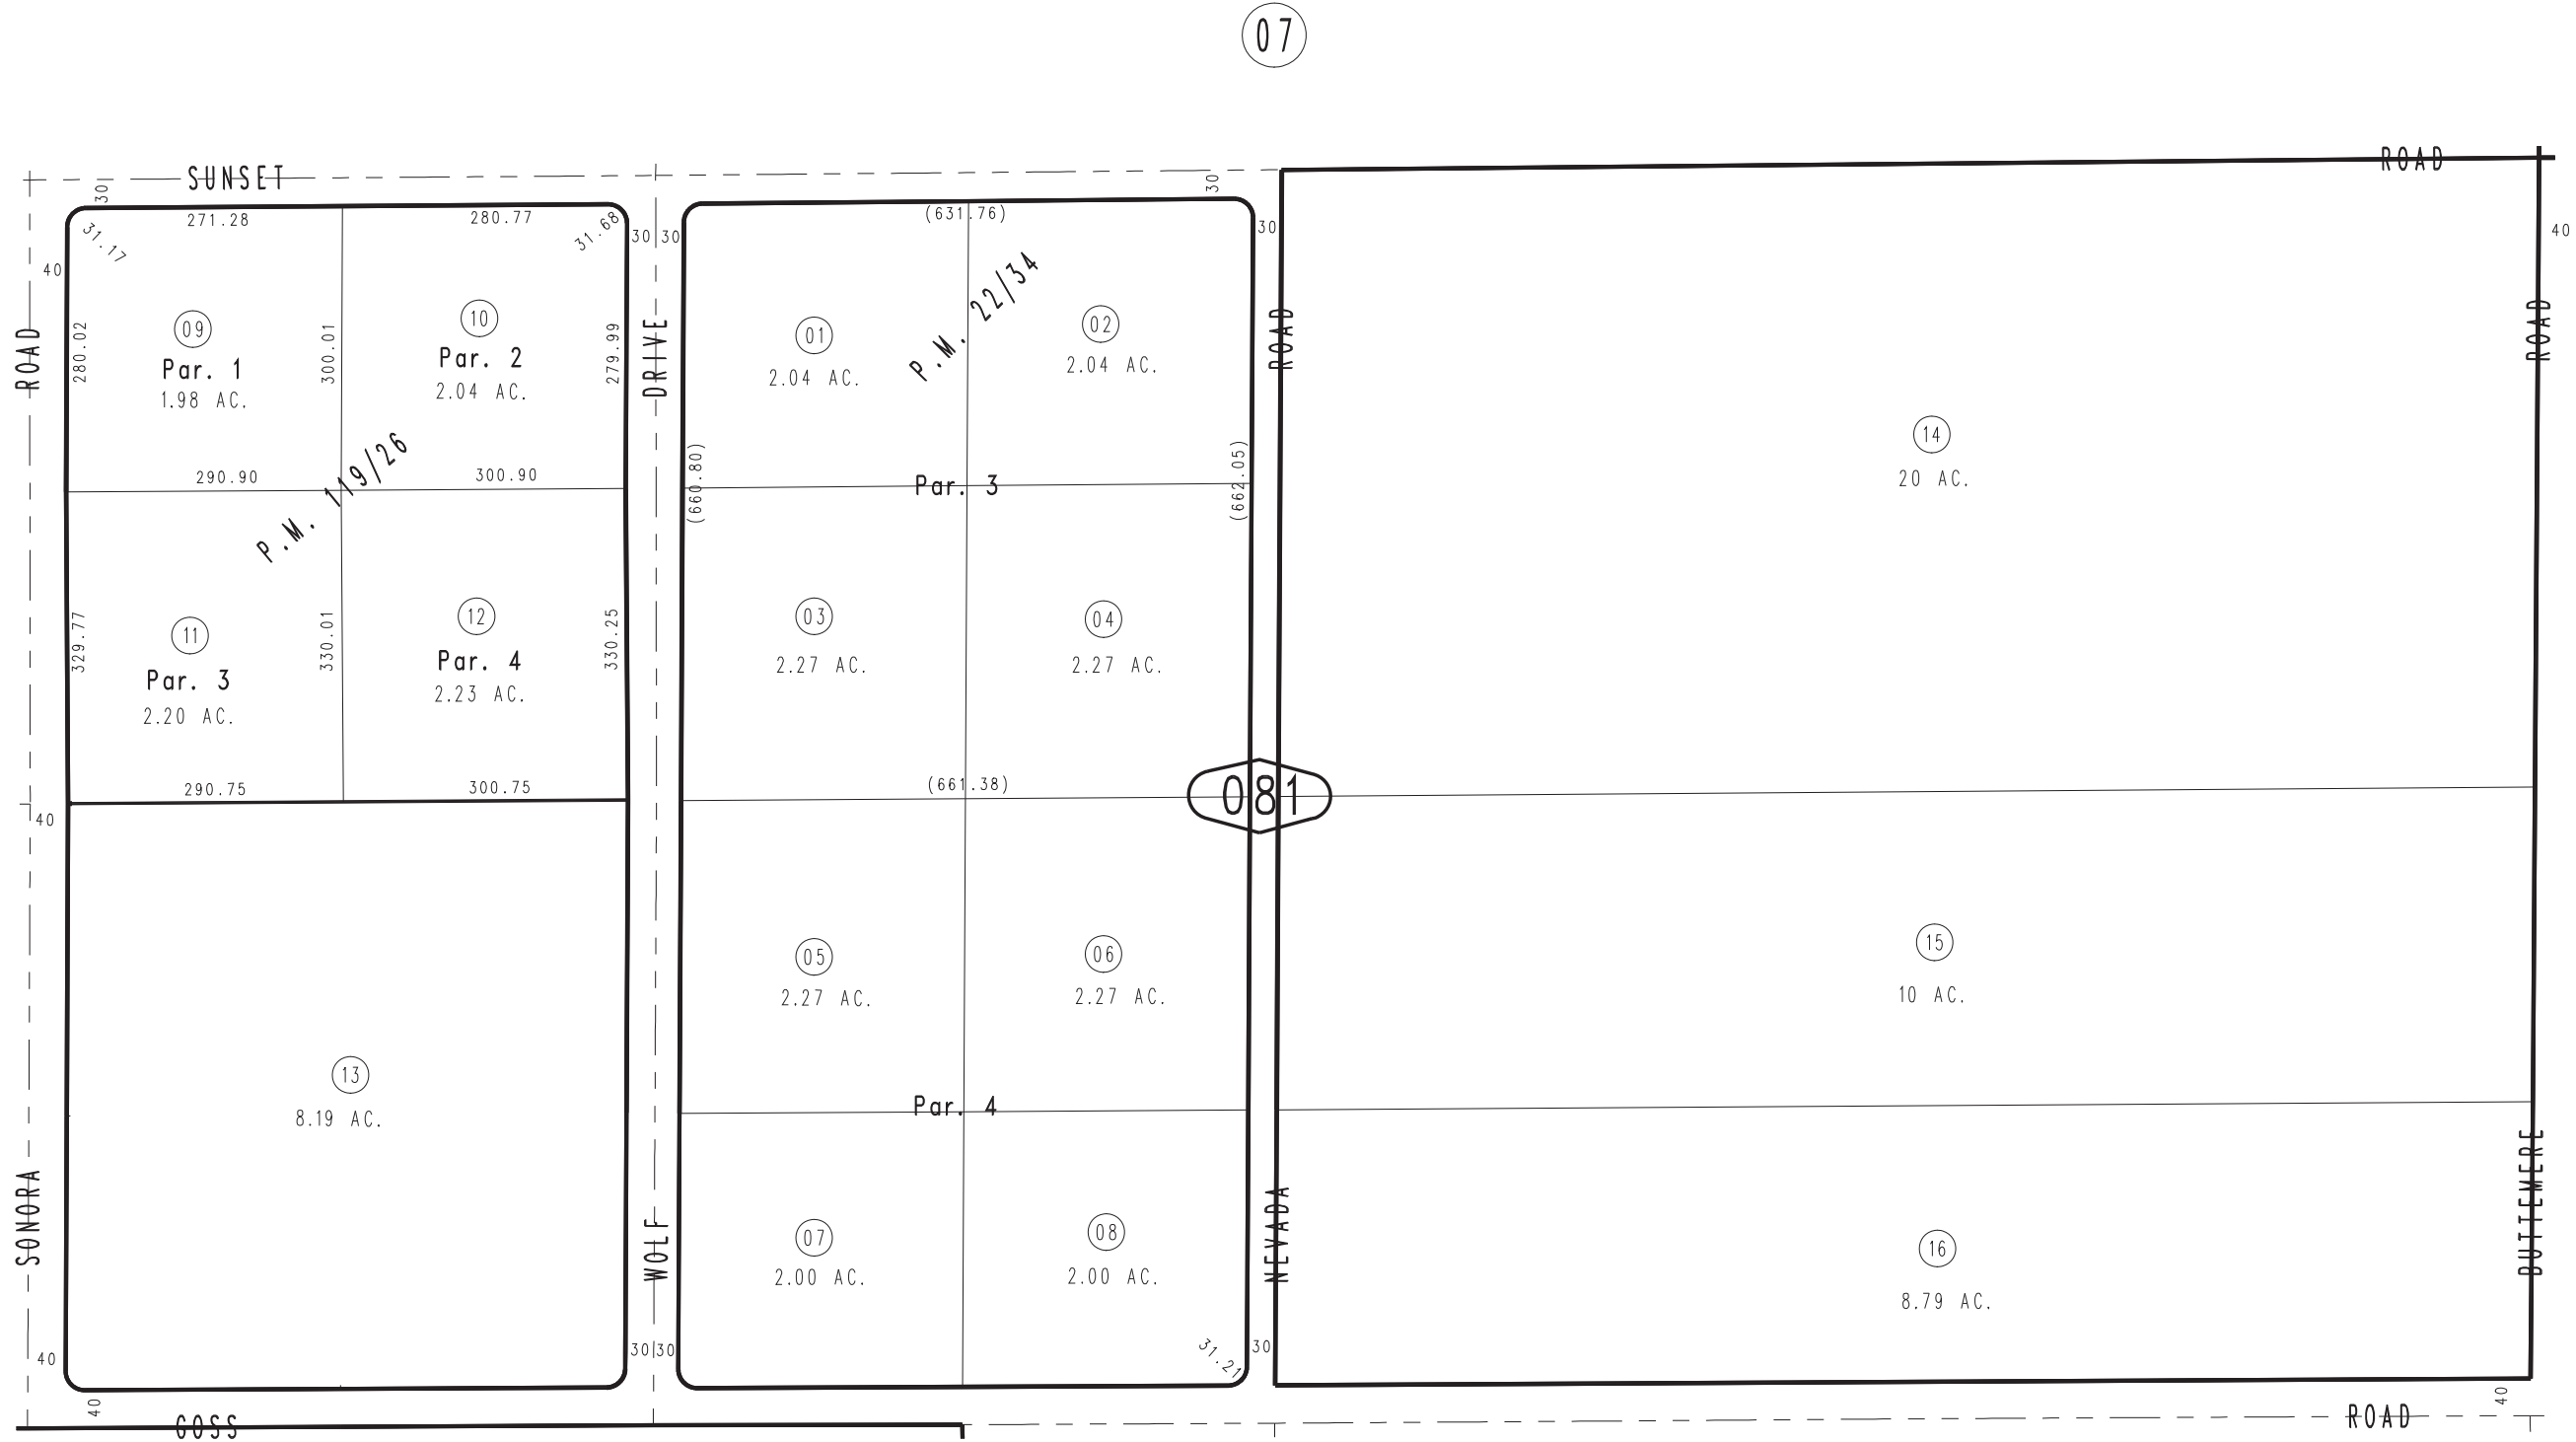 07
SUNSET
ROAD
30
30
271.28
280.77
(631.76)
31.17
31.68
30
30
30
40
40
09
Par. 1
1.98 AC.
10
Par. 2
2.04 AC.
01
2.04 AC.
02
2.04 AC.
P.M. 22/34
14
20 AC.
ROAD
280.02
300.01
279.99
DRIVE
ROAD
ROAD
290.90
300.90
P.M. 119/26
(660.80)
Par. 3
(662.05)
11
Par. 3
2.20 AC.
12
Par. 4
2.23 AC.
03
2.27 AC.
04
2.27 AC.
329.77
330.01
330.25
290.75
300.75
(661.38)
081
40
05
2.27 AC.
06
2.27 AC.
15
10 AC.
13
8.19 AC.
Par. 4
SONORA
WOLF
07
2.00 AC.
08
2.00 AC.
NEVADA
16
8.79 AC.
BUTTEMERE
40
30
30
31.21
30
40
40
GOSS
ROAD